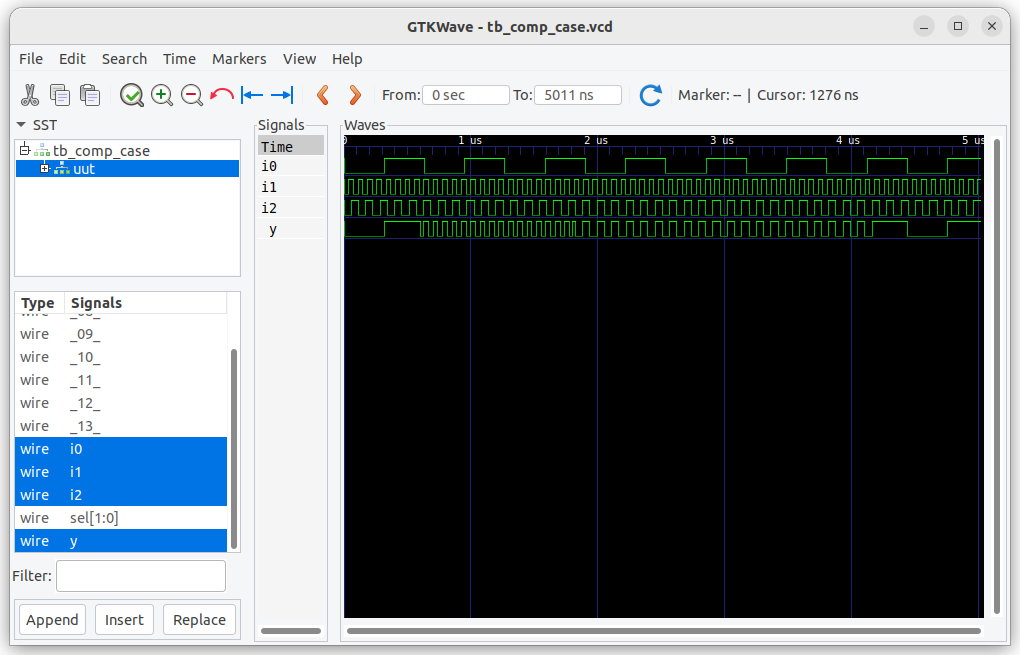 GTKWave - tb_comp_case.vcd
File Edit Search Time Markers View Help
From: 0 sec To: 5011 ns Marker: -- | Cursor: 1276 ns
SST
tb_comp_case
uut
Type Signals
wire _08_
wire _09_
wire _10_
wire _11_
wire _12_
wire _13_
wire i0
wire i1
wire i2
wire sel[1:0]
wire y
Filter:
Append Insert Replace
Signals
Time
i0
i1
i2
y
Waves
0 1 us 2 us 3 us 4 us 5 us